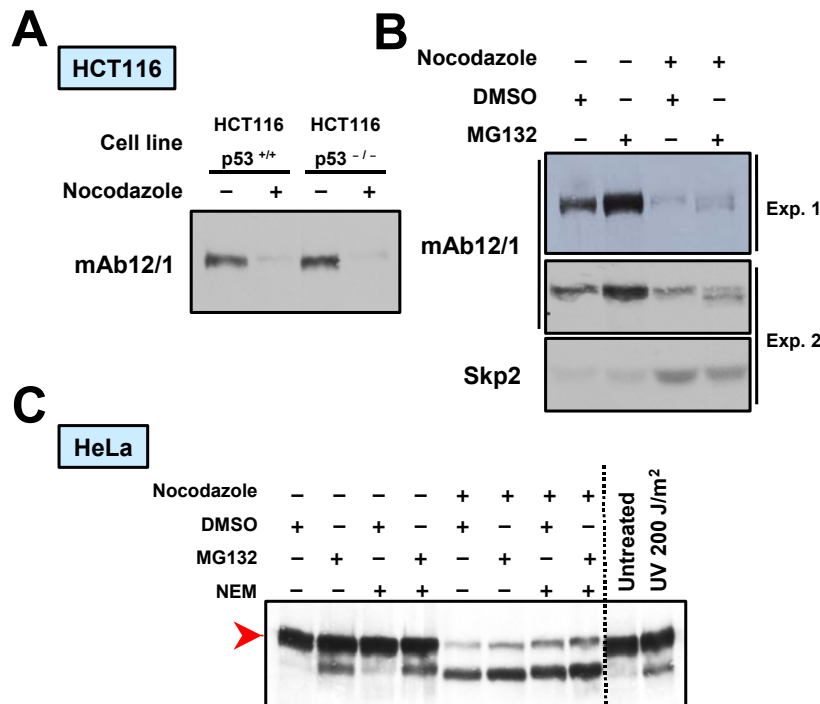 A
HCT116
Cell line
HCT116 HCT116
p53 +/+ p53 –/–
Nocodazole – + – +
mAb12/1
B
Nocodazole – – + +
DMSO + – + –
MG132 – + – +
mAb12/1
Exp. 1
Exp. 2
Skp2
C
HeLa
Nocodazole – – – – + + + +
DMSO + – + – + – + –
MG132 – + – + – + – +
NEM – – + + – – + +
Untreated
UV 200 J/m²